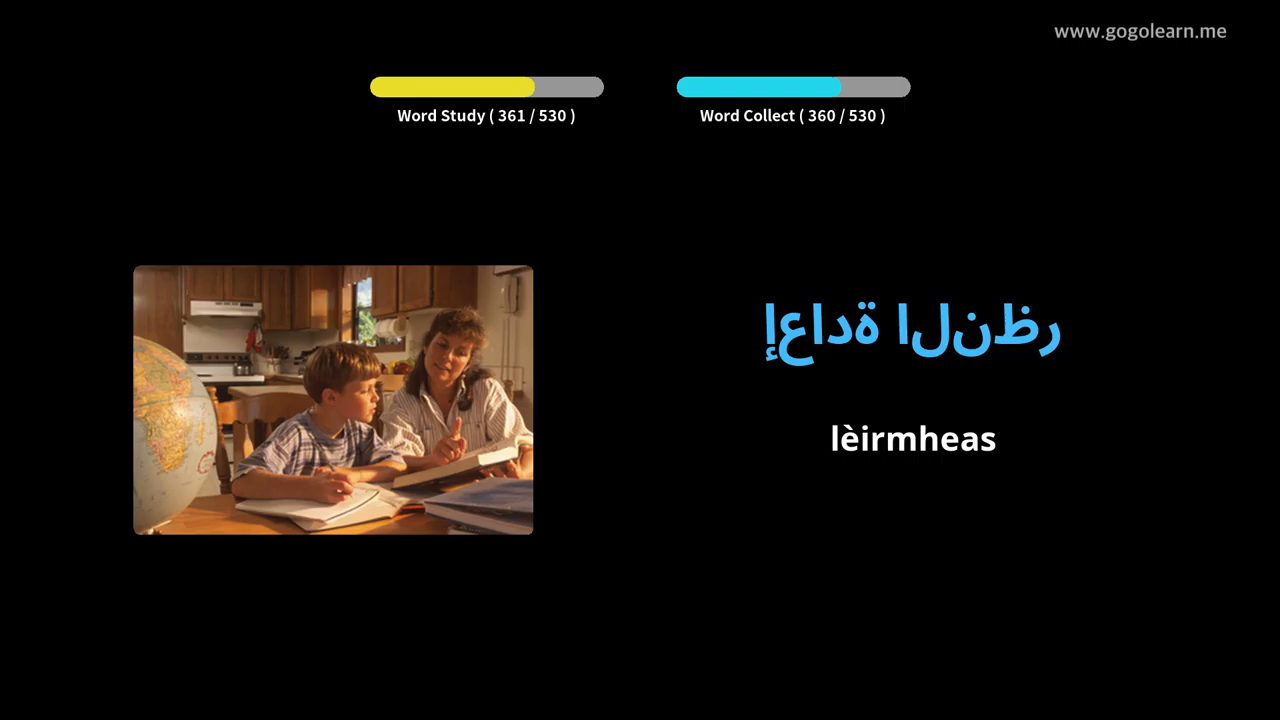 www.gogolearn.me
Word Study ( 361 / 530 )
Word Collect ( 360 / 530 )
إعادة النظر
lèirmheas